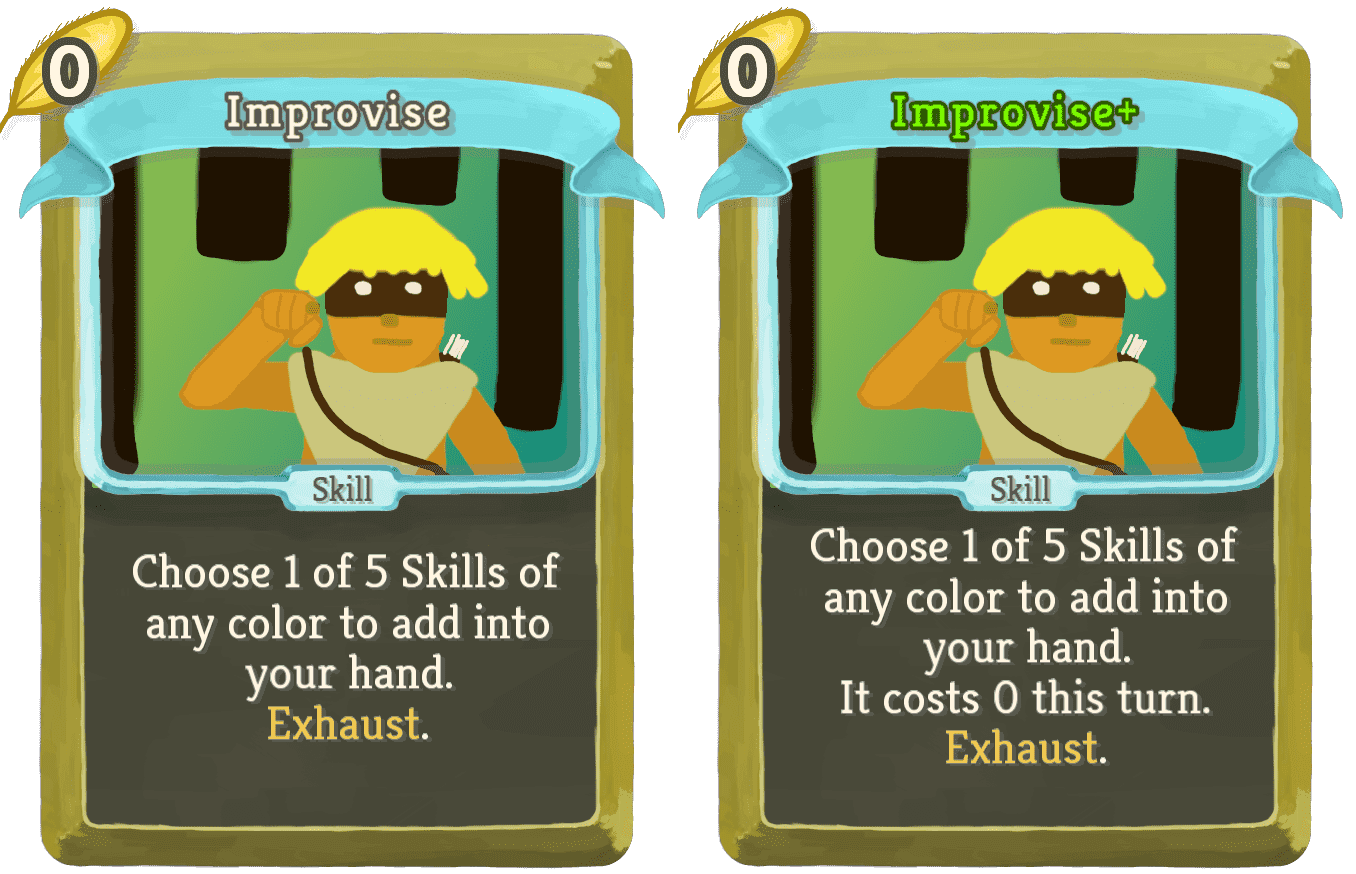 0
Improvise
Skill
Choose 1 of 5 Skills of
any color to add into
your hand.
Exhaust.
0
Improvise+
Skill
Choose 1 of 5 Skills of
any color to add into
your hand.
It costs 0 this turn.
Exhaust.